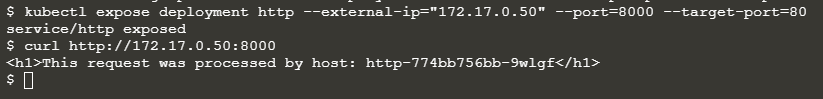 $ kubectl expose deployment http --external-ip="172.17.0.50" --port=8000 --target-port=80
service/http exposed
$ curl http://172.17.0.50:8000
<h1>This request was processed by host: http-774bb756bb-9wlgf</h1>
$